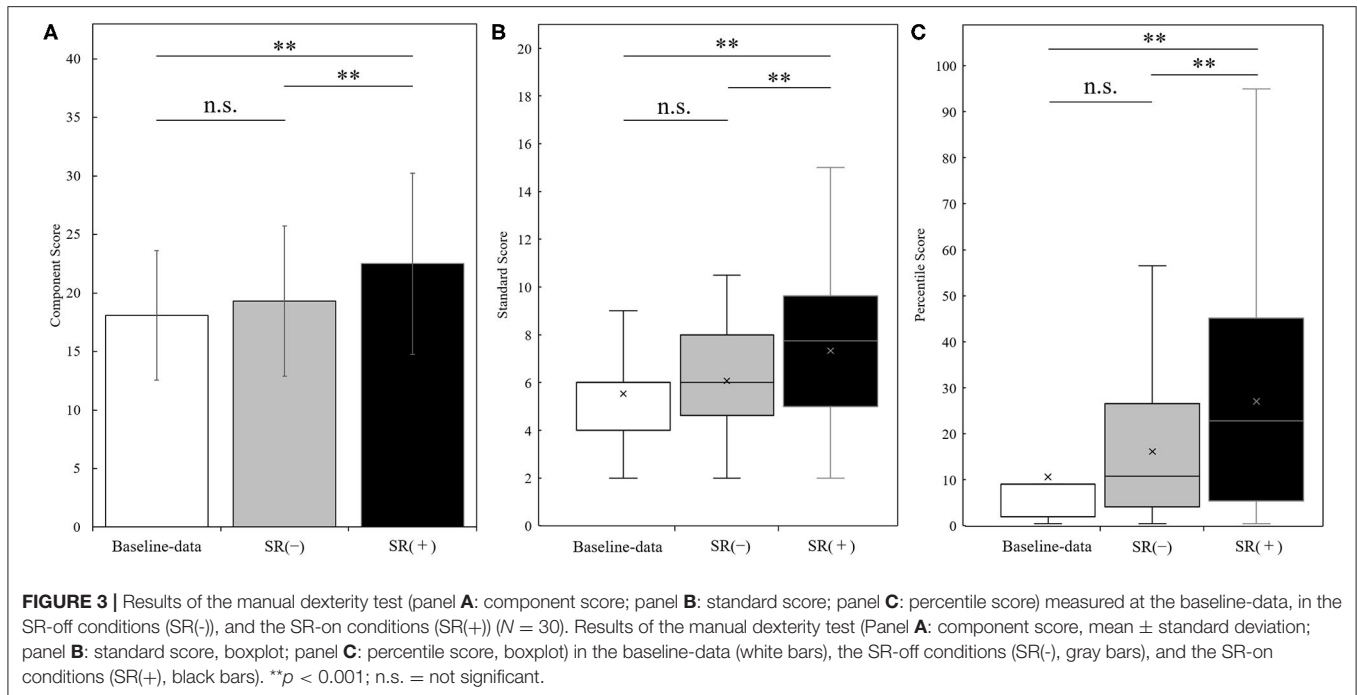 A
**
**
n.s.
40
35
30
25
20
15
10
5
0
Component Score
Baseline-data SR(−) SR(+)
B
**
**
n.s.
20
18
16
14
12
10
8
6
4
2
0
Standard Score
Baseline-data SR(−) SR(+)
C
**
**
n.s.
100
90
80
70
60
50
40
30
20
10
0
Percentile Score
Baseline-data SR(−) SR(+)
FIGURE 3 | Results of the manual dexterity test (panel A: component score; panel B: standard score; panel C: percentile score) measured at the baseline-data, in the
SR-off conditions (SR(-)), and the SR-on conditions (SR(+)) (N = 30). Results of the manual dexterity test (Panel A: component score, mean ± standard deviation;
panel B: standard score, boxplot; panel C: percentile score, boxplot) in the baseline-data (white bars), the SR-off conditions (SR(-), gray bars), and the SR-on
conditions (SR(+), black bars). **p < 0.001; n.s. = not significant.